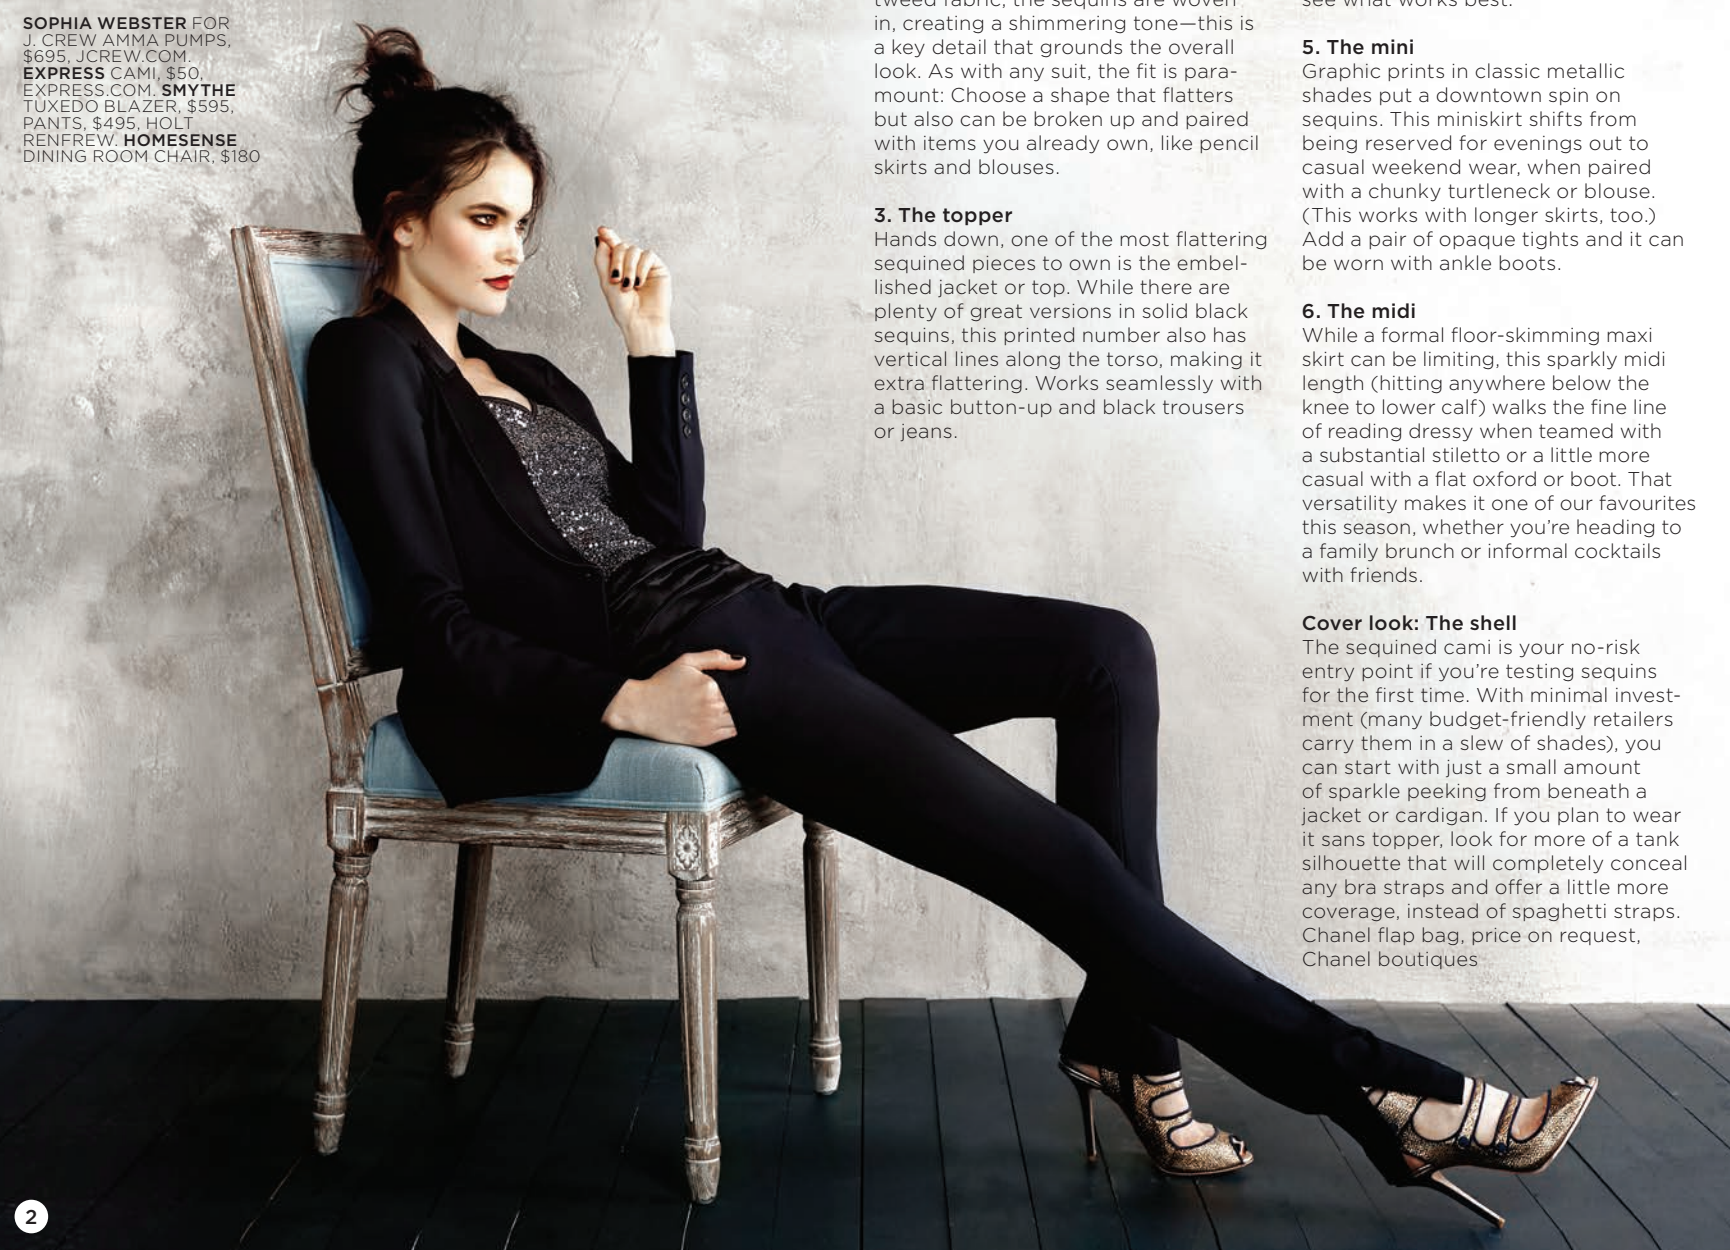 SOPHIA WEBSTER FOR
J. CREW AMMA PUMPS,
$695, JCREW.COM.
EXPRESS CAMI, $50,
EXPRESS.COM. SMYTHE
TUXEDO BLAZER, $595,
PANTS, $495, HOLT
RENFREW. HOMESENSE
DINING ROOM CHAIR, $180
tweed fabric, the sequins are woven
in, creating a shimmering tone—this is
a key detail that grounds the overall
look. As with any suit, the fit is para-
mount: Choose a shape that flatters
but also can be broken up and paired
with items you already own, like pencil
skirts and blouses.
3. The topper
Hands down, one of the most flattering
sequined pieces to own is the embel-
lished jacket or top. While there are
plenty of great versions in solid black
sequins, this printed number also has
vertical lines along the torso, making it
extra flattering. Works seamlessly with
a basic button-up and black trousers
or jeans.
see what works best.
5. The mini
Graphic prints in classic metallic
shades put a downtown spin on
sequins. This miniskirt shifts from
being reserved for evenings out to
casual weekend wear, when paired
with a chunky turtleneck or blouse.
(This works with longer skirts, too.)
Add a pair of opaque tights and it can
be worn with ankle boots.
6. The midi
While a formal floor-skimming maxi
skirt can be limiting, this sparkly midi
length (hitting anywhere below the
knee to lower calf) walks the fine line
of reading dressy when teamed with
a substantial stiletto or a little more
casual with a flat oxford or boot. That
versatility makes it one of our favourites
this season, whether you're heading to
a family brunch or informal cocktails
with friends.
Cover look: The shell
The sequined cami is your no-risk
entry point if you're testing sequins
for the first time. With minimal invest-
ment (many budget-friendly retailers
carry them in a slew of shades), you
can start with just a small amount
of sparkle peeking from beneath a
jacket or cardigan. If you plan to wear
it sans topper, look for more of a tank
silhouette that will completely conceal
any bra straps and offer a little more
coverage, instead of spaghetti straps.
Chanel flap bag, price on request,
Chanel boutiques
2